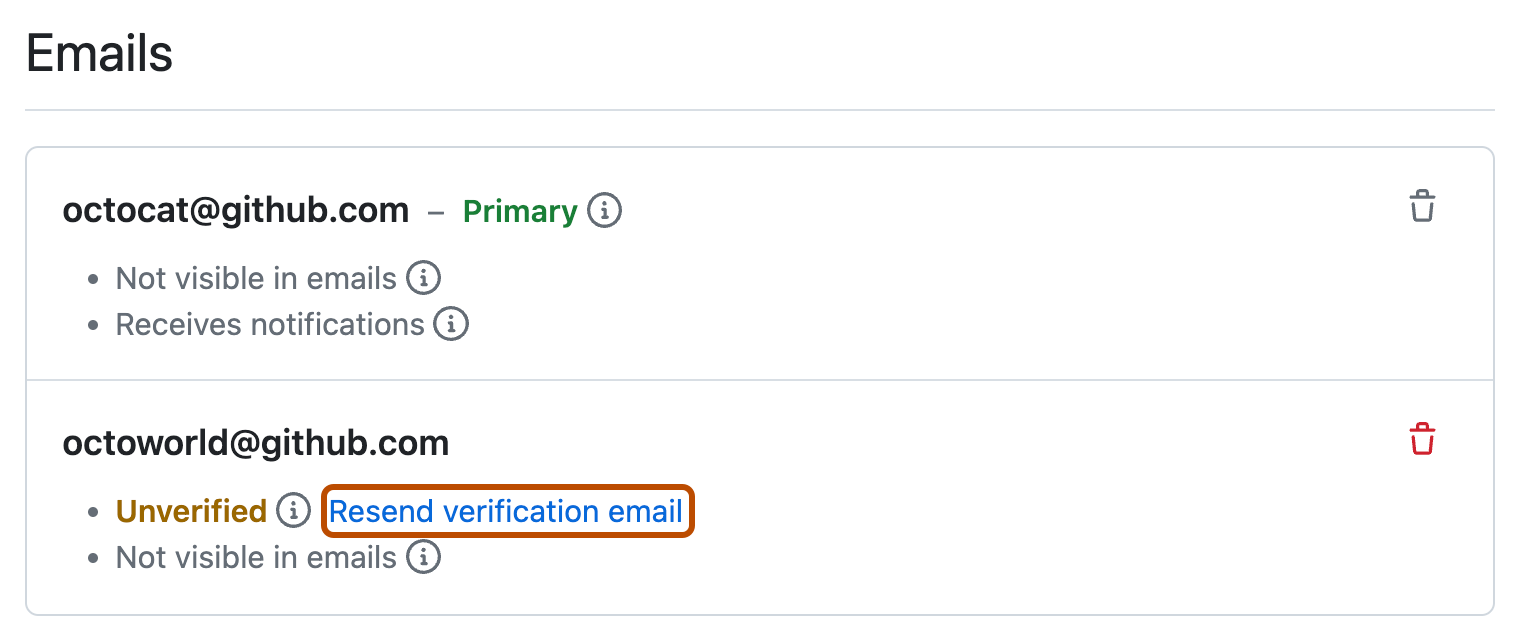 Emails
octocat@github.com – Primary
Not visible in emails
Receives notifications
octoworld@github.com
Unverified Resend verification email
Not visible in emails